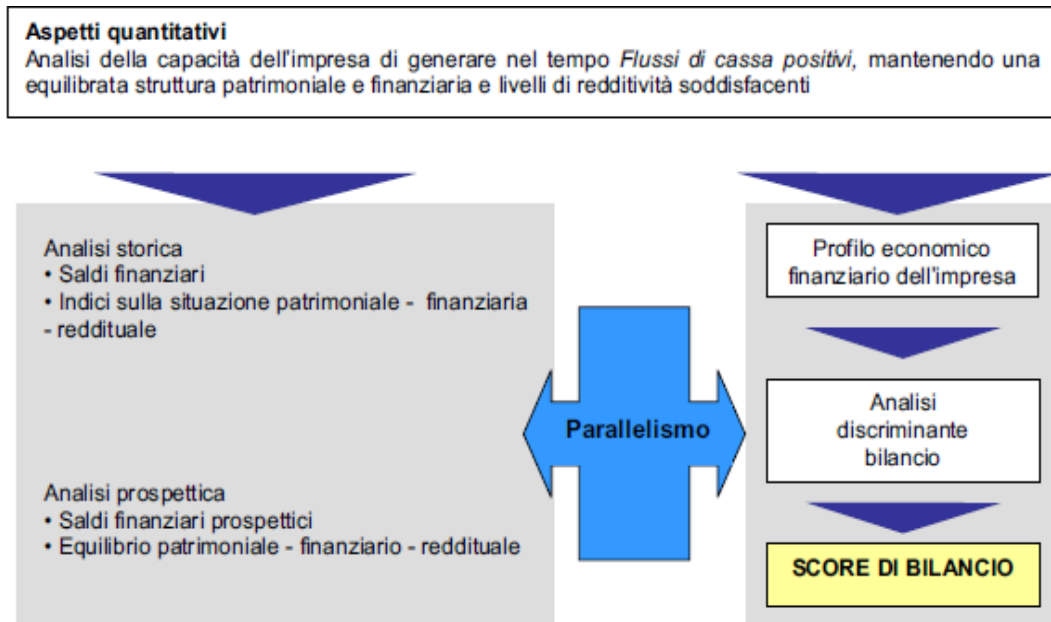 Aspetti quantitativi
Analisi della capacità dell'impresa di generare nel tempo Flussi di cassa positivi, mantenendo una
equilibrata struttura patrimoniale e finanziaria e livelli di redditività soddisfacenti
Analisi storica
• Saldi finanziari
• Indici sulla situazione patrimoniale - finanziaria
- reddituale
Analisi prospettica
• Saldi finanziari prospettici
• Equilibrio patrimoniale - finanziario - reddituale
Parallelismo
Profilo economico
finanziario dell'impresa
Analisi
discriminante
bilancio
SCORE DI BILANCIO